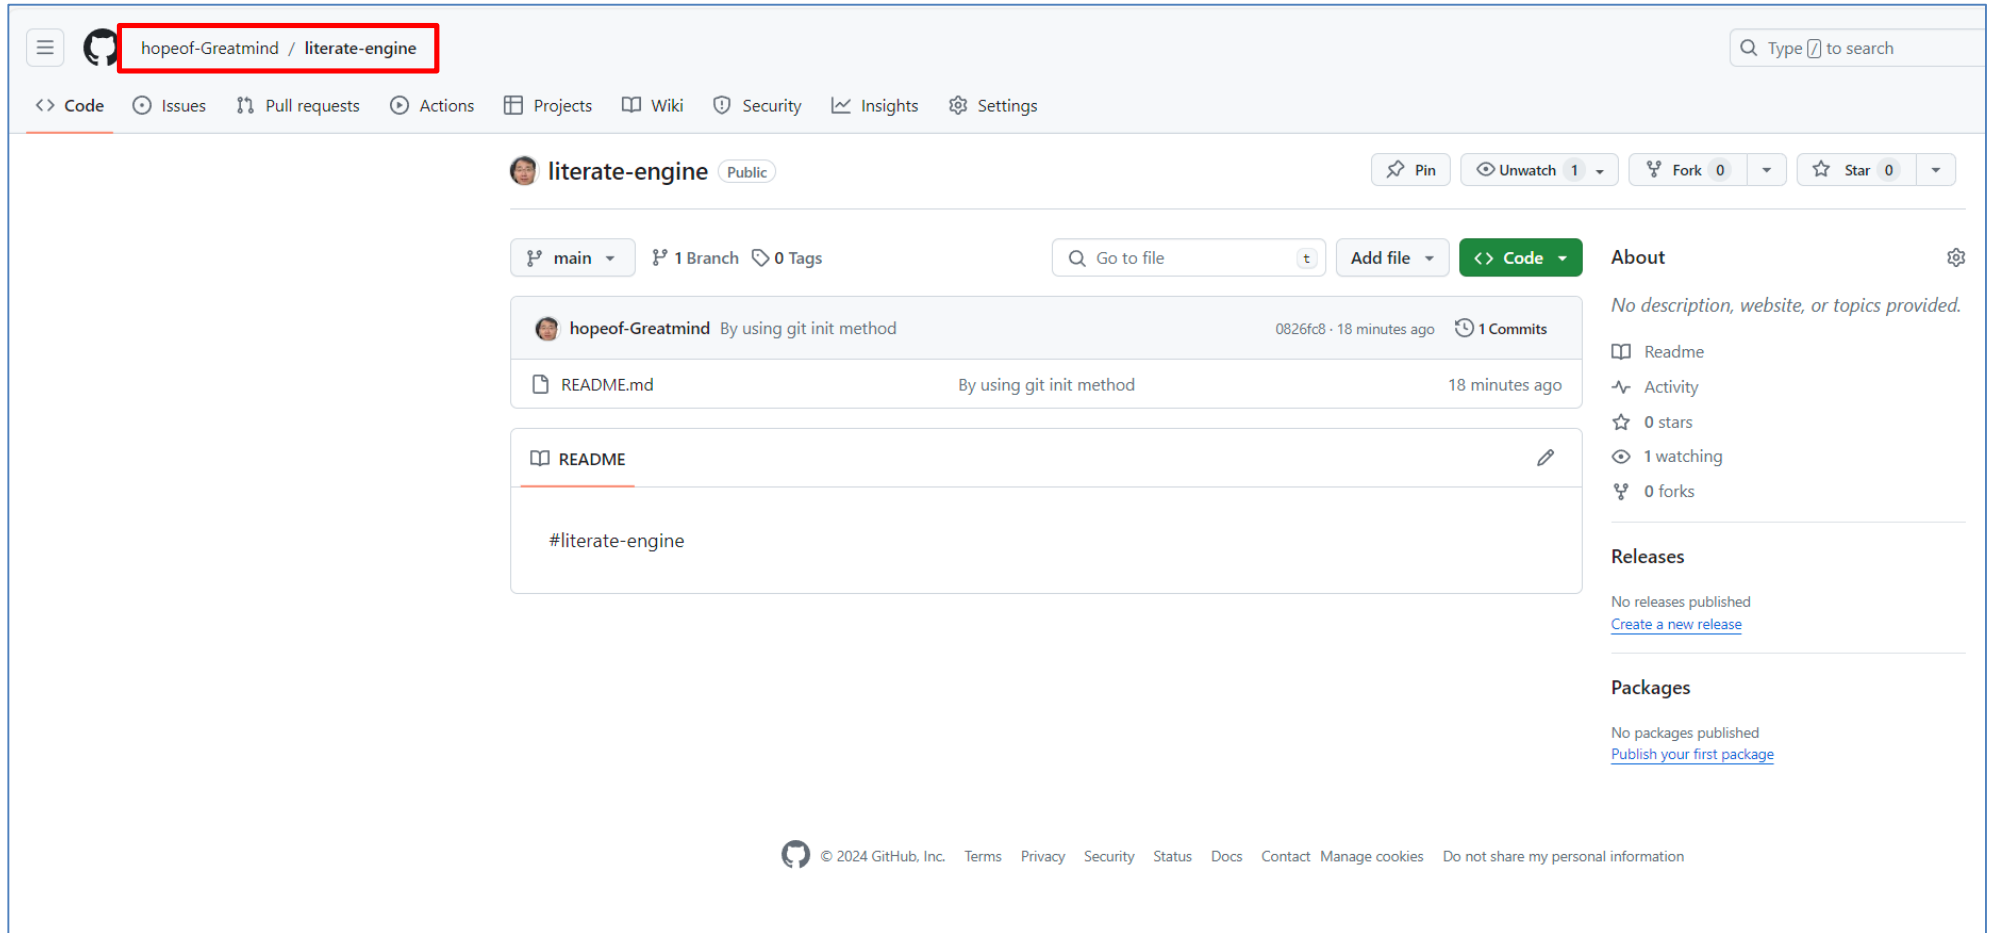 hopeof-Greatmind / literate-engine
Type / to search
Code Issues Pull requests Actions Projects Wiki Security Insights Settings
literate-engine Public
Pin Unwatch 1 Fork 0 Star 0
main 1 Branch 0 Tags Go to file t Add file Code
hopeof-Greatmind By using git init method 0826fc8 · 18 minutes ago 1 Commits
README.md By using git init method 18 minutes ago
README
#literate-engine
About
No description, website, or topics provided.
Readme
Activity
0 stars
1 watching
0 forks
Releases
No releases published
Create a new release
Packages
No packages published
Publish your first package
© 2024 GitHub, Inc. Terms Privacy Security Status Docs Contact Manage cookies Do not share my personal information